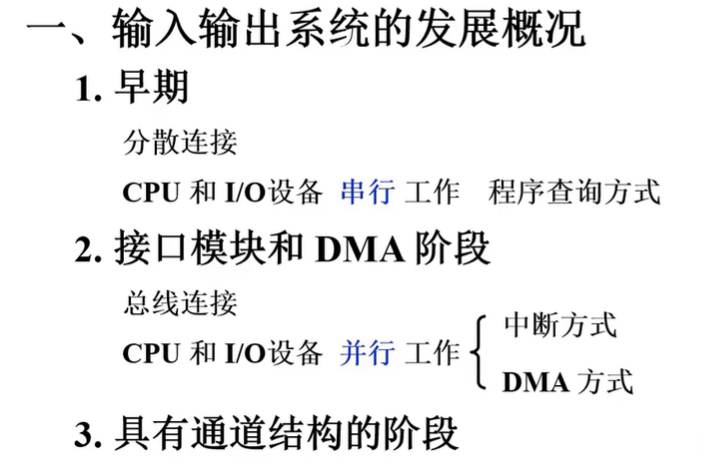 一、输入输出系统的发展概况
1. 早期
分散连接
CPU 和 I/O设备 串行 工作 程序查询方式
2. 接口模块和 DMA 阶段
总线连接
中断方式
CPU 和 I/O设备 并行 工作
DMA 方式
3. 具有通道结构的阶段